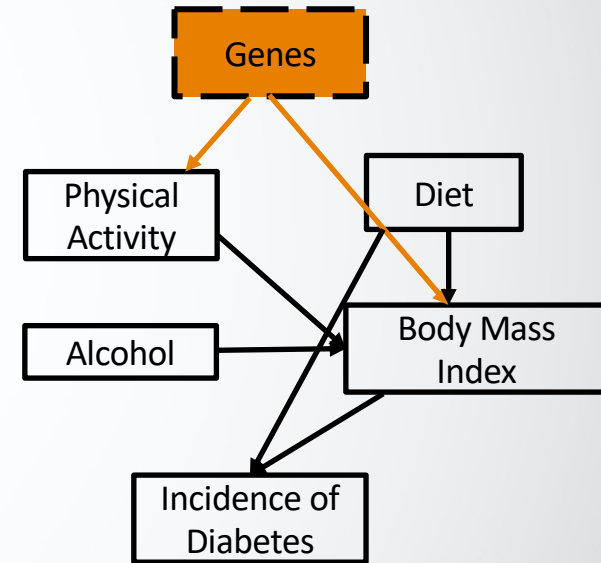 Genes
Physical
Activity
Diet
Alcohol
Body Mass
Index
Incidence of
Diabetes